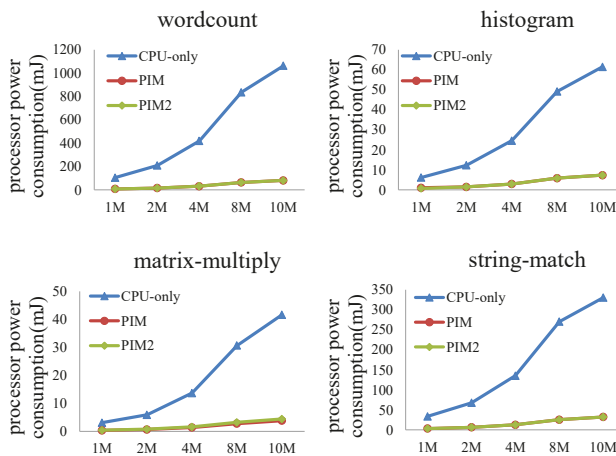 wordcount
processor power
consumption(mJ)
1200
1000
800
600
400
200
0
CPU-only
PIM
PIM2
1M 2M 4M 8M 10M
histogram
processor power
consumption(mJ)
70
60
50
40
30
20
10
0
CPU-only
PIM
PIM2
1M 2M 4M 8M 10M
matrix-multiply
processor power
consumption(mJ)
50
40
30
20
10
0
CPU-only
PIM
PIM2
1M 2M 4M 8M 10M
string-match
processor power
consumption(mJ)
350
300
250
200
150
100
50
0
CPU-only
PIM
PIM2
1M 2M 4M 8M 10M